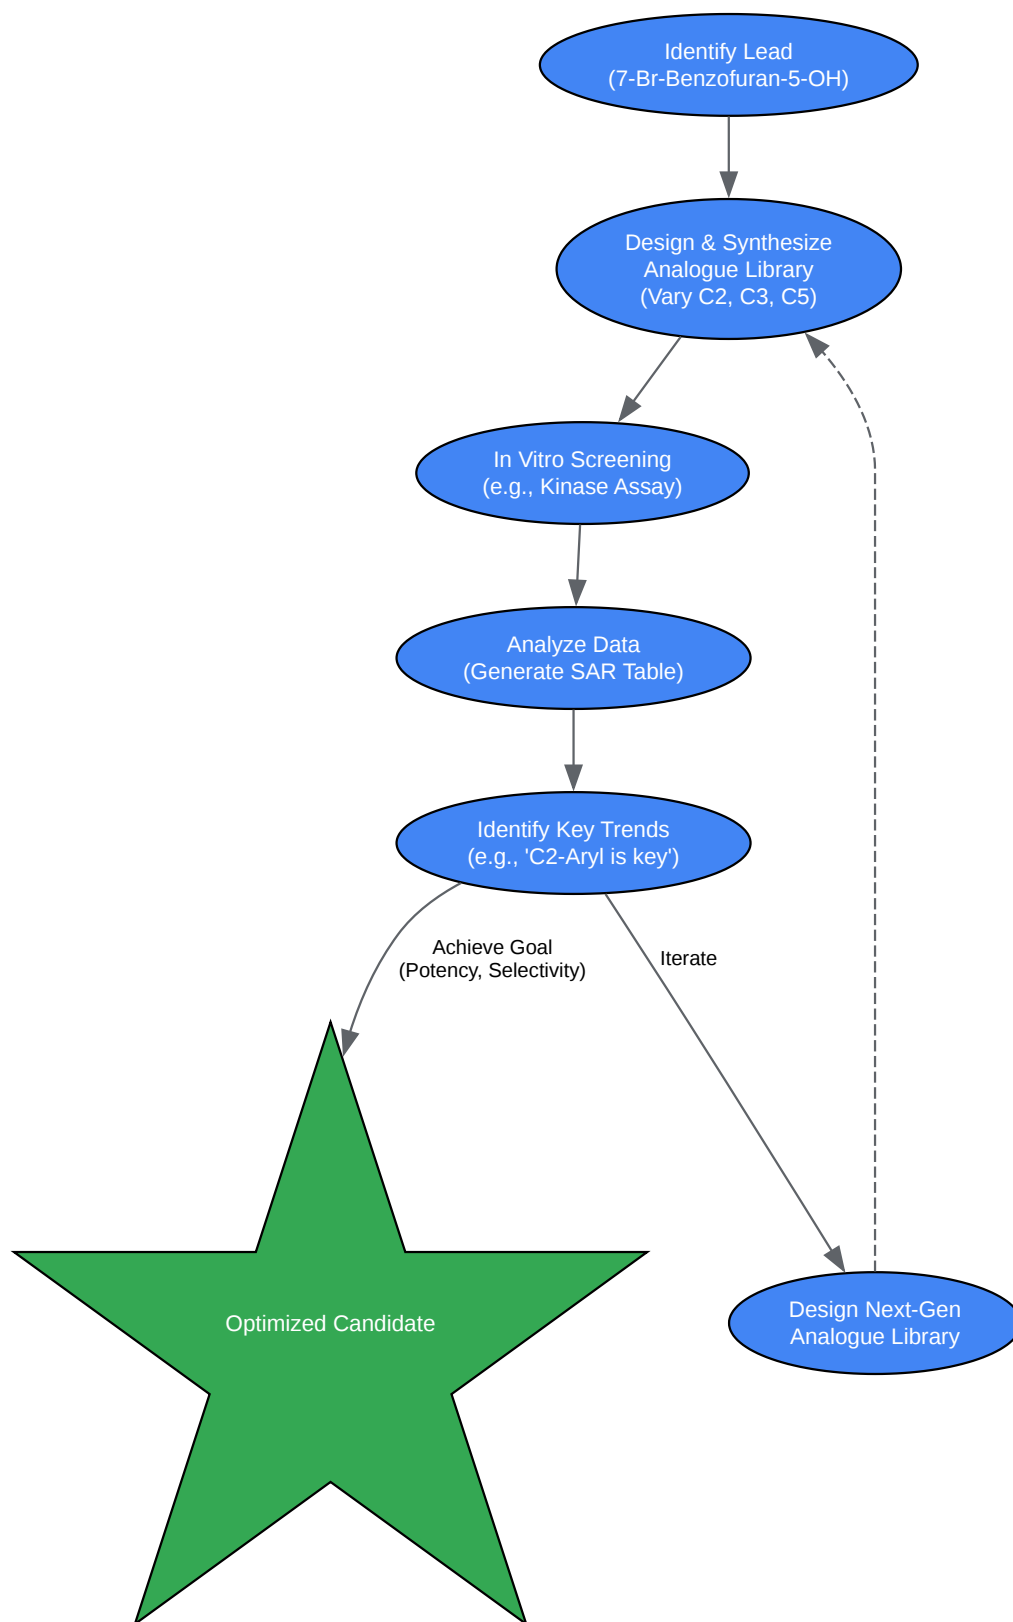 Identify Lead
(7-Br-Benzofuran-5-OH)
Design & Synthesize
Analogue Library
(Vary C2, C3, C5)
In Vitro Screening
(e.g., Kinase Assay)
Analyze Data
(Generate SAR Table)
Identify Key Trends
(e.g., 'C2-Aryl is key')
Achieve Goal
(Potency, Selectivity)
Iterate
Optimized Candidate
Design Next-Gen
Analogue Library